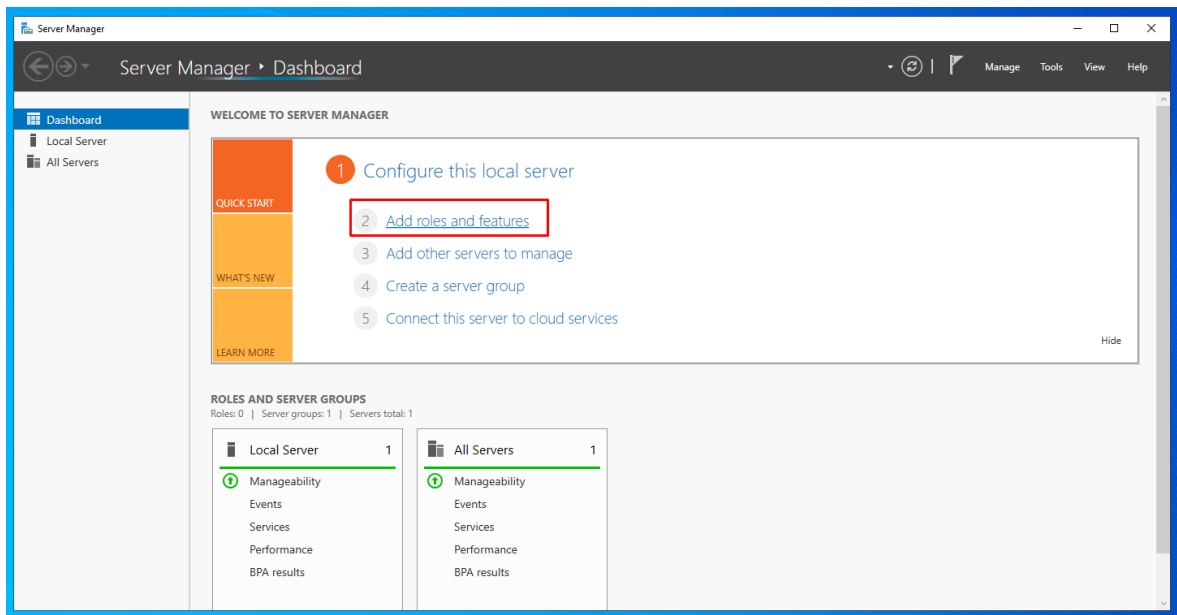 Server Manager
Server Manager ‣ Dashboard
Manage Tools View Help
Dashboard
Local Server
All Servers
WELCOME TO SERVER MANAGER
QUICK START
WHAT'S NEW
LEARN MORE
1 Configure this local server
2 Add roles and features
3 Add other servers to manage
4 Create a server group
5 Connect this server to cloud services
Hide
ROLES AND SERVER GROUPS
Roles: 0 | Server groups: 1 | Servers total: 1
Local Server 1
Manageability
Events
Services
Performance
BPA results
All Servers 1
Manageability
Events
Services
Performance
BPA results